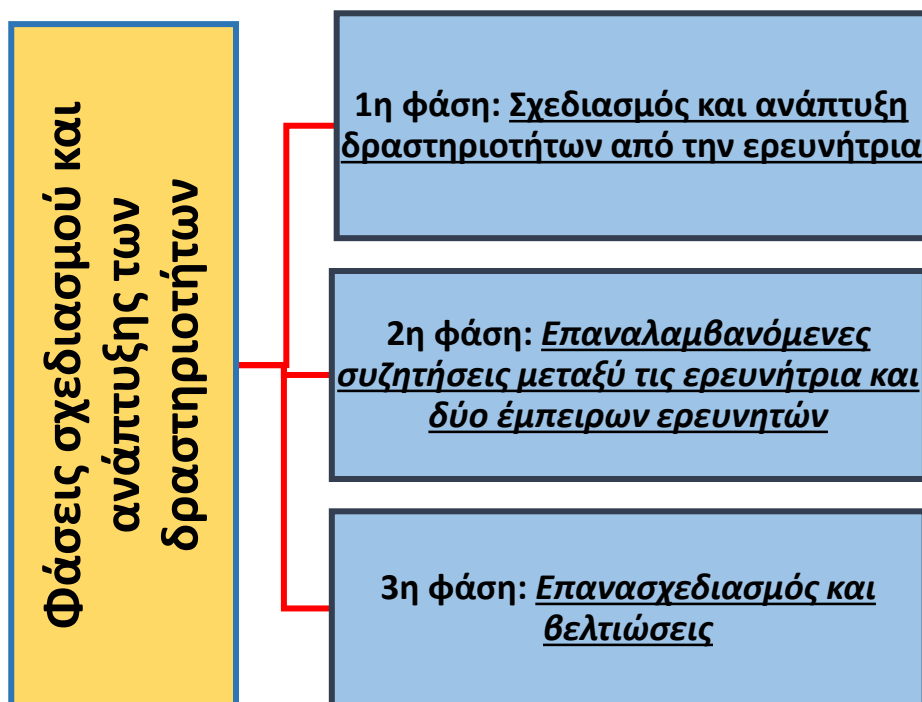 Φάσεις σχεδιασμού και
ανάπτυξης των
δραστηριοτήτων
1η φάση: Σχεδιασμός και ανάπτυξη
δραστηριοτήτων από την ερευνήτρια
2η φάση: Επαναλαμβανόμενες
συζητήσεις μεταξύ τις ερευνήτρια και
δύο έμπειρων ερευνητών
3η φάση: Επανασχεδιασμός και
βελτιώσεις